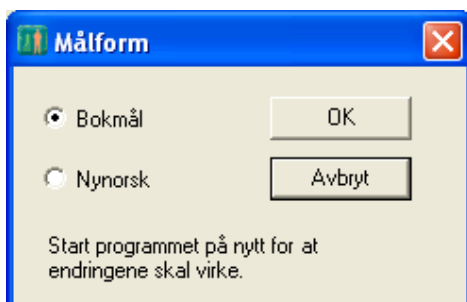 Målform
Bokmål
OK
Nynorsk
Avbryt
Start programmet på nytt for at
endringene skal virke.